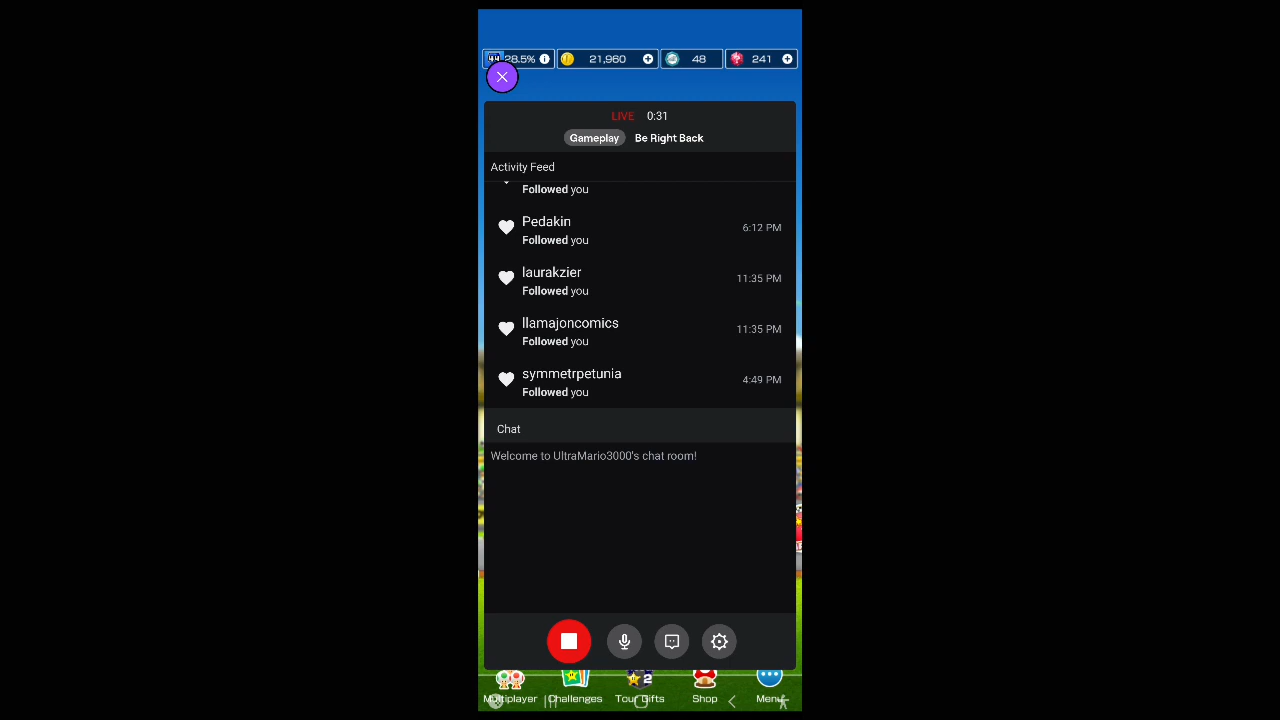 44 28.5% 21,960 48 241
LIVE 0:31
Gameplay Be Right Back
Activity Feed
Followed you
Pedakin
Followed you
6:12 PM
laurakzier
Followed you
11:35 PM
llamajoncomics
Followed you
11:35 PM
symmetrpetunia
Followed you
4:49 PM
Chat
Welcome to UltraMario3000's chat room!
2
Multiplayer Challenges Tour Gifts Shop Menu